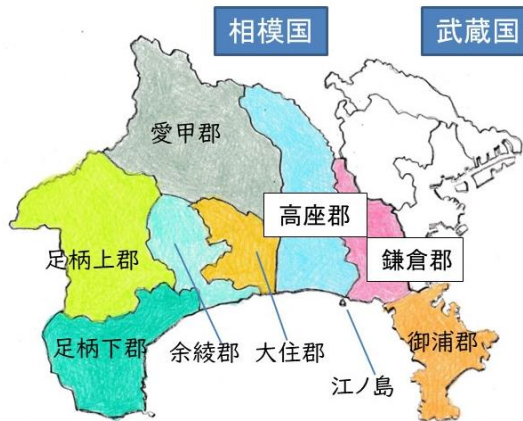 相模国
武蔵国
愛甲郡
高座郡
足柄上郡
鎌倉郡
足柄下郡
余綾郡
大住郡
御浦郡
江ノ島